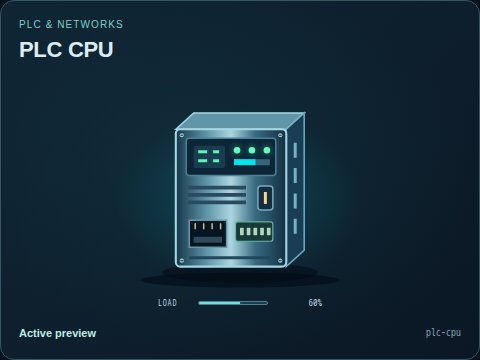 PLC & NETWORKS
PLC CPU
LOAD 60%
Active preview
plc-cpu